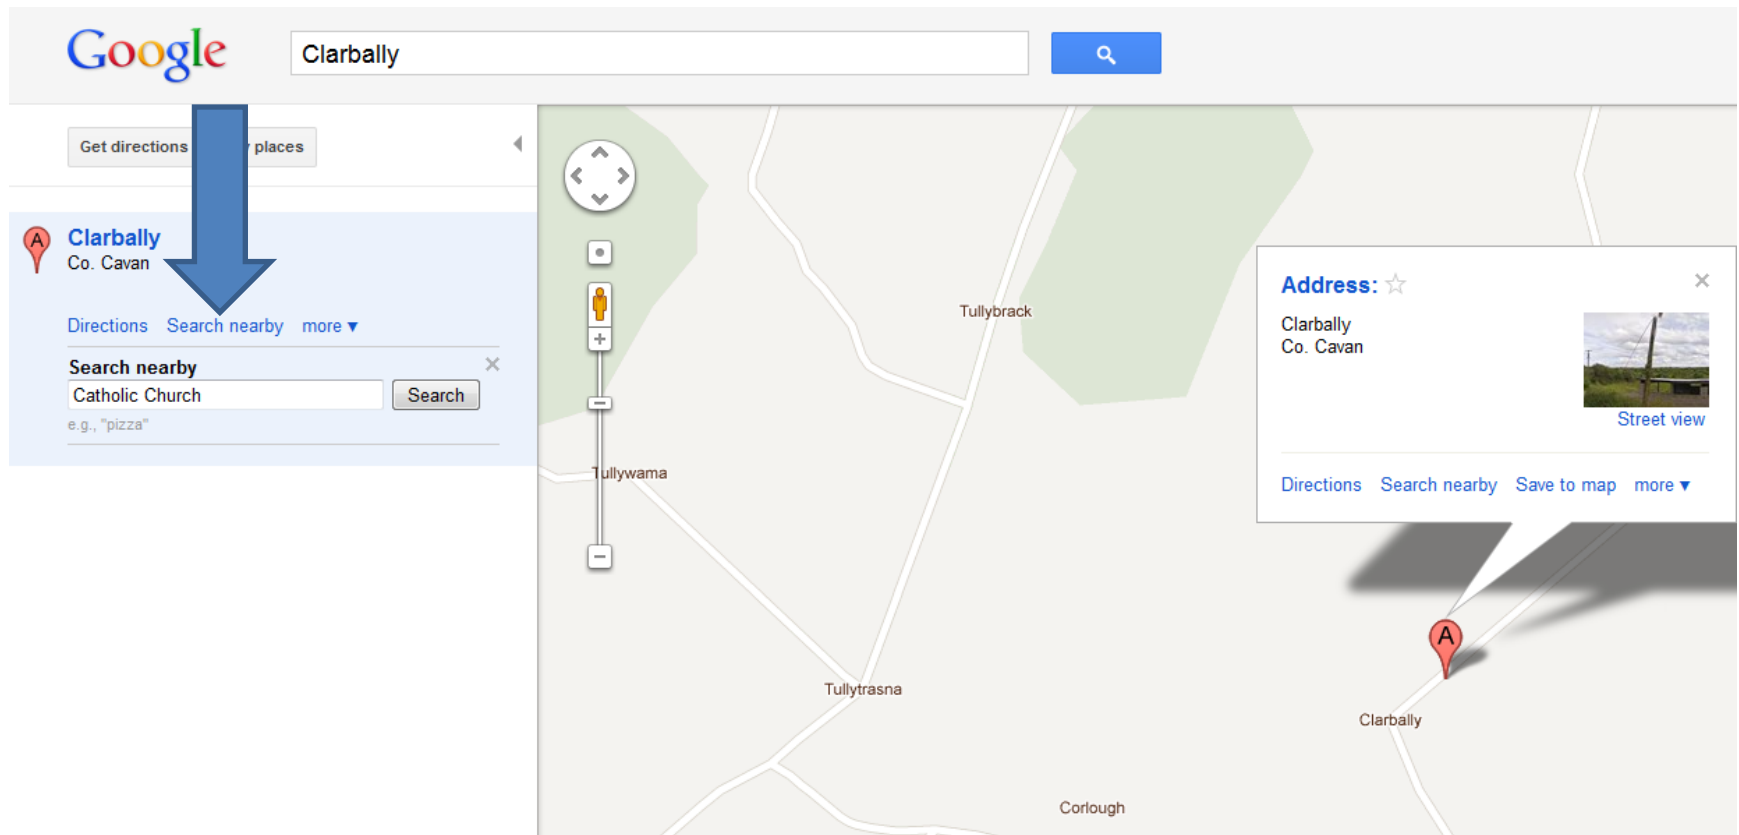 Google
Clarbally
Get directions
places
A
Clarbally
Co. Cavan
Directions Search nearby more ▼
Search nearby
Catholic Church
Search
e.g., "pizza"
Tullybrack
Tullywama
Tullytrasna
Clarbally
Corlough
Address:
Clarbally
Co. Cavan
Street view
Directions Search nearby Save to map more ▼
A